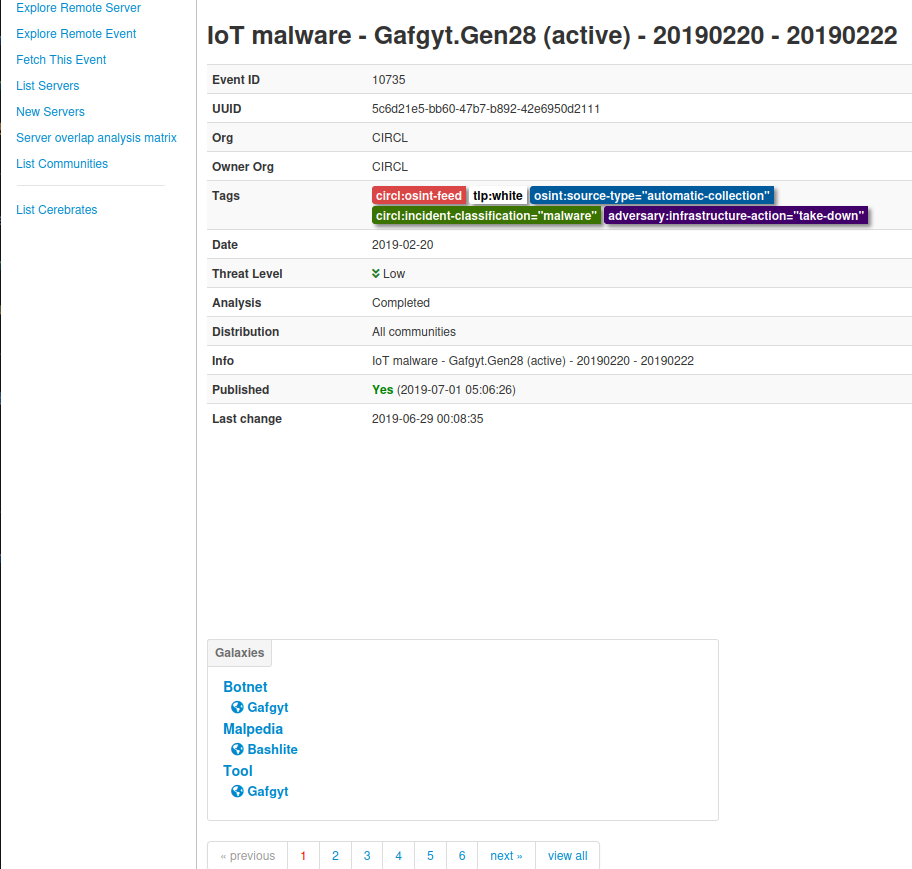 Explore Remote Server
Explore Remote Event
Fetch This Event
List Servers
New Servers
Server overlap analysis matrix
List Communities
List Cerebrates
IoT malware - Gafgyt.Gen28 (active) - 20190220 - 20190222
Event ID 10735
UUID 5c6d21e5-bb60-47b7-b892-42e6950d2111
Org CIRCL
Owner Org CIRCL
Tags circl:osint-feed tlp:white osint:source-type="automatic-collection"
circl:incident-classification="malware" adversary:infrastructure-action="take-down"
Date 2019-02-20
Threat Level Low
Analysis Completed
Distribution All communities
Info IoT malware - Gafgyt.Gen28 (active) - 20190220 - 20190222
Published Yes (2019-07-01 05:06:26)
Last change 2019-06-29 00:08:35
Galaxies
Botnet
Gafgyt
Malpedia
Bashlite
Tool
Gafgyt
« previous 1 2 3 4 5 6 next » view all